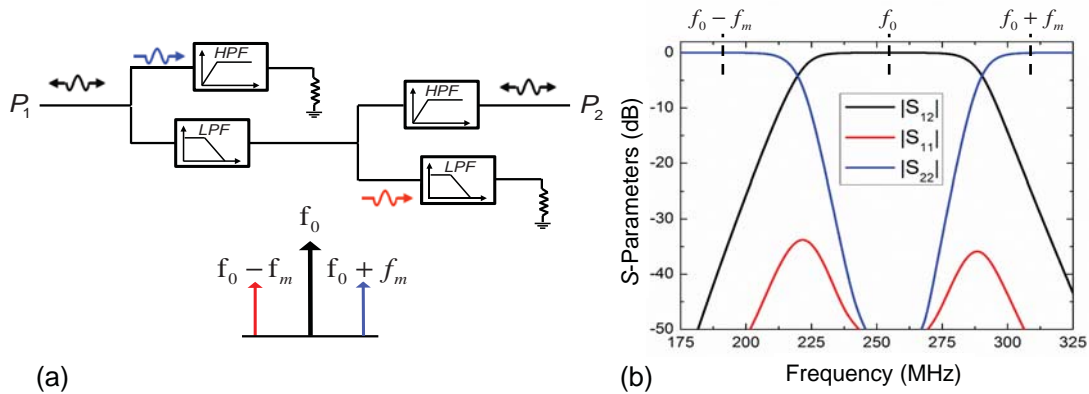 HPF
P₁
LPF
HPF
P₂
LPF
f₀
f₀ − fₘ
f₀ + fₘ
(a)
f₀ − fₘ
f₀
f₀ + fₘ
0
-10
-20
-30
-40
-50
S-Parameters (dB)
|S₁₂|
|S₁₁|
|S₂₂|
175 200 225 250 275 300 325
Frequency (MHz)
(b)